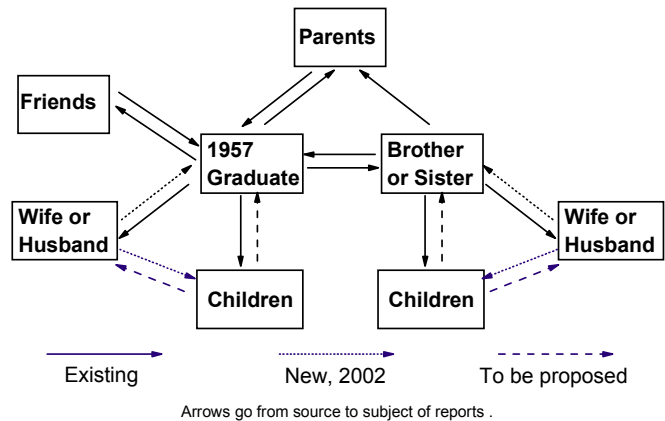 Parents
Friends
1957
Graduate
Brother
or Sister
Wife or
Husband
Wife or
Husband
Children
Children
Existing
New, 2002
To be proposed
Arrows go from source to subject of reports .